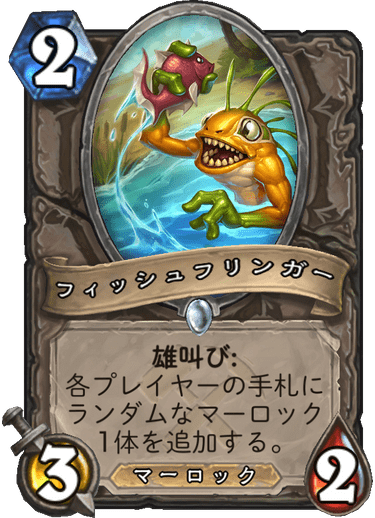 2
フィッシュフリンガー
雄叫び:
各プレイヤーの手札に
ランダムなマーロック
1体を追加する。
マーロック
3
2